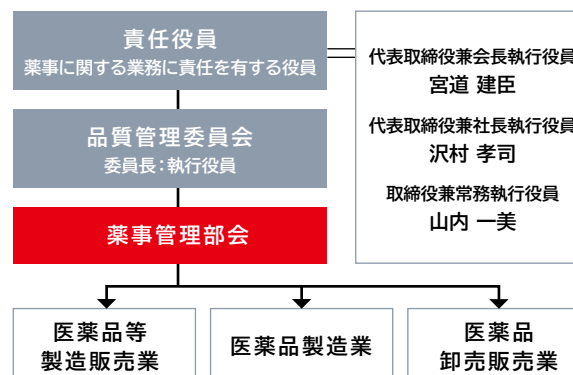 責任役員
薬事に関する業務に責任を有する役員
品質管理委員会
委員長：執行役員
薬事管理部会
代表取締役兼会長執行役員
宮道 建臣
代表取締役兼社長執行役員
沢村 孝司
取締役兼常務執行役員
山内 一美
医薬品等
製造販売業
医薬品製造業
医薬品
卸売販売業